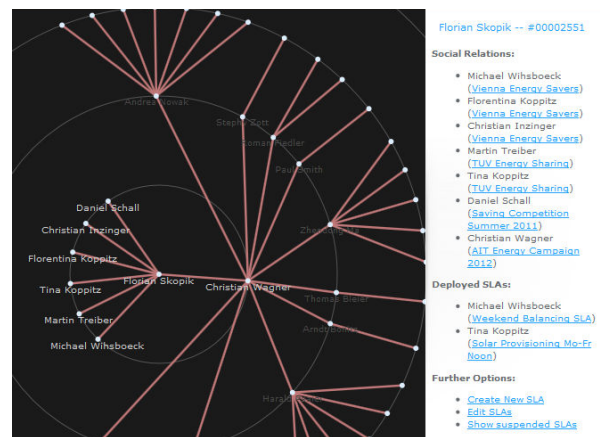 Andrea Nowak
Stephy Zott
Roman Fiedler
Paul Smith
Daniel Schall
Christian Inzinger
Florentina Koppitz
Florian Skopik
Christian Wagner
Tina Koppitz
Thomas Bleier
Martin Treiber
Michael Wihsboeck
Florian Skopik -- #00002551
Social Relations:
Michael Wihsboeck
(Vienna Energy Savers)
Florentina Koppitz
(Vienna Energy Savers)
Christian Inzinger
(Vienna Energy Savers)
Martin Treiber
(TUV Energy Sharing)
Tina Koppitz
(TUV Energy Sharing)
Daniel Schall
(Saving Competition
Summer 2011)
Christian Wagner
(AIT Energy Campaign
2012)
Deployed SLAs:
Michael Wihsboeck
(Weekend Balancing SLA)
Tina Koppitz
(Solar Provisioning Mo-Fr
Noon)
Further Options:
Create New SLA
Edit SLAs
Show suspended SLAs